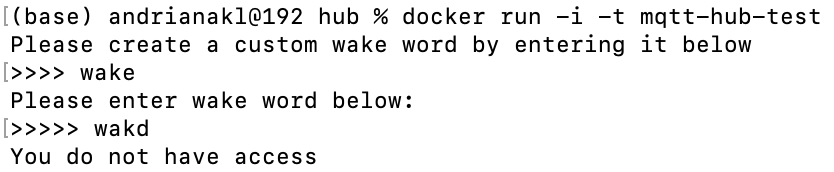 [(base) andrianakl@192 hub % docker run -i -t mqtt-hub-test
Please create a custom wake word by entering it below
[>>>> wake
Please enter wake word below:
[>>>>> wakd
You do not have access